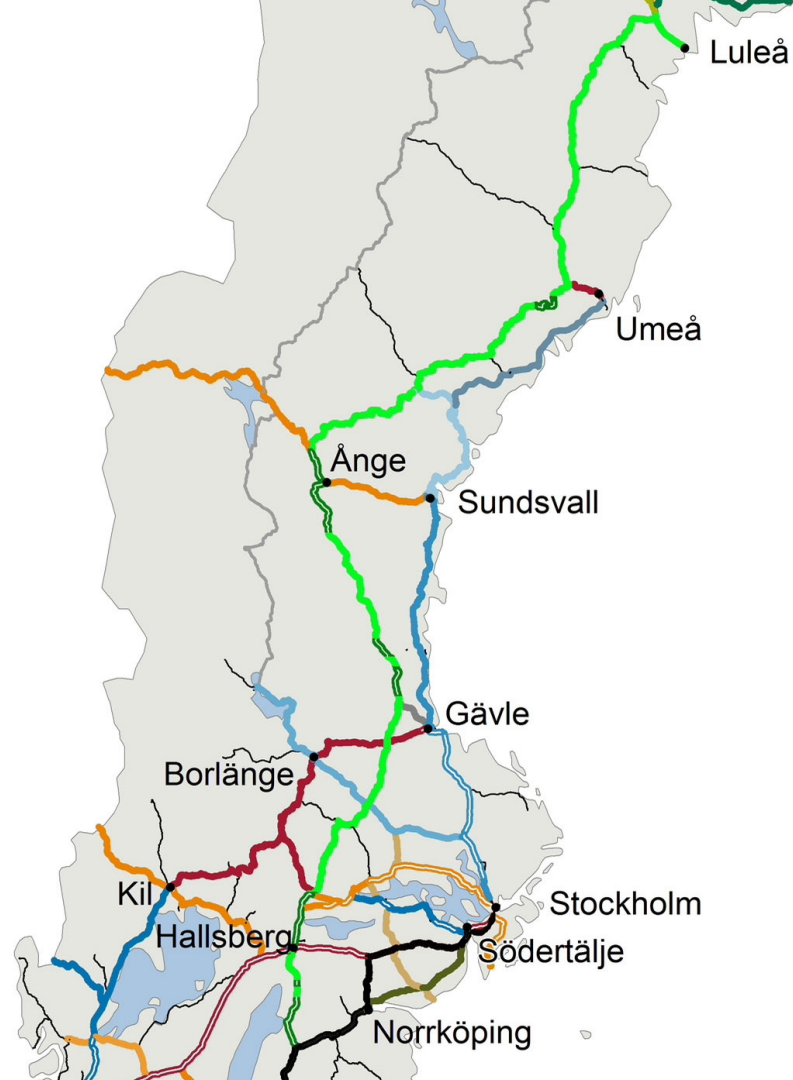 Luleå
Umeå
Ånge
Sundsvall
Gävle
Borlänge
Kil
Stockholm
Hallsberg
Södertälje
Norrköping